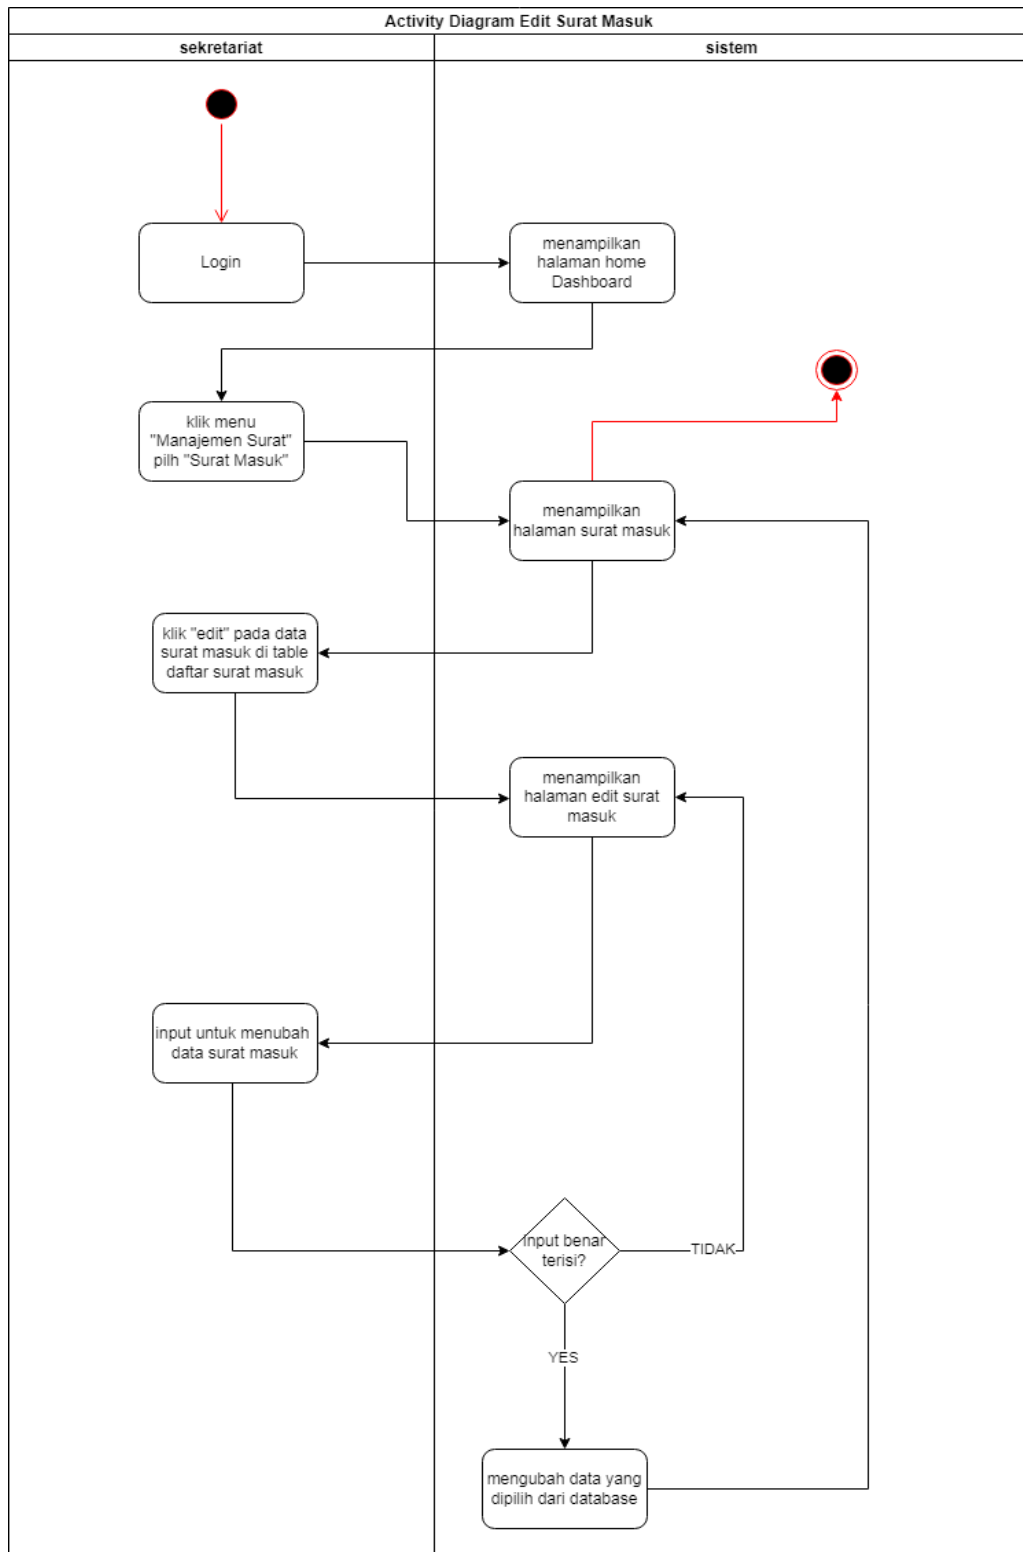 Activity Diagram Edit Surat Masuk
sekretariat
sistem
Login
menampilkan
halaman home
Dashboard
klik menu
"Manajemen Surat"
pilh "Surat Masuk"
menampilkan
halaman surat masuk
klik "edit" pada data
surat masuk di table
daftar surat masuk
menampilkan
halaman edit surat
masuk
input untuk menubah
data surat masuk
Input benar
terisi?
TIDAK
YES
mengubah data yang
dipilih dari database